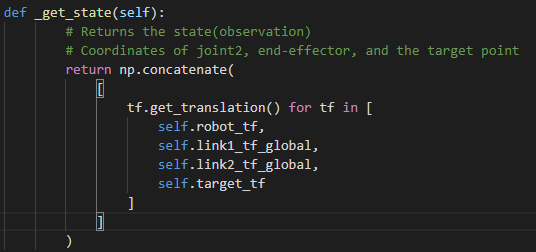 def _get_state(self):
# Returns the state(observation)
# Coordinates of joint2, end-effector, and the target point
return np.concatenate(
[
tf.get_translation() for tf in [
self.robot_tf,
self.link1_tf_global,
self.link2_tf_global,
self.target_tf
]
]
)